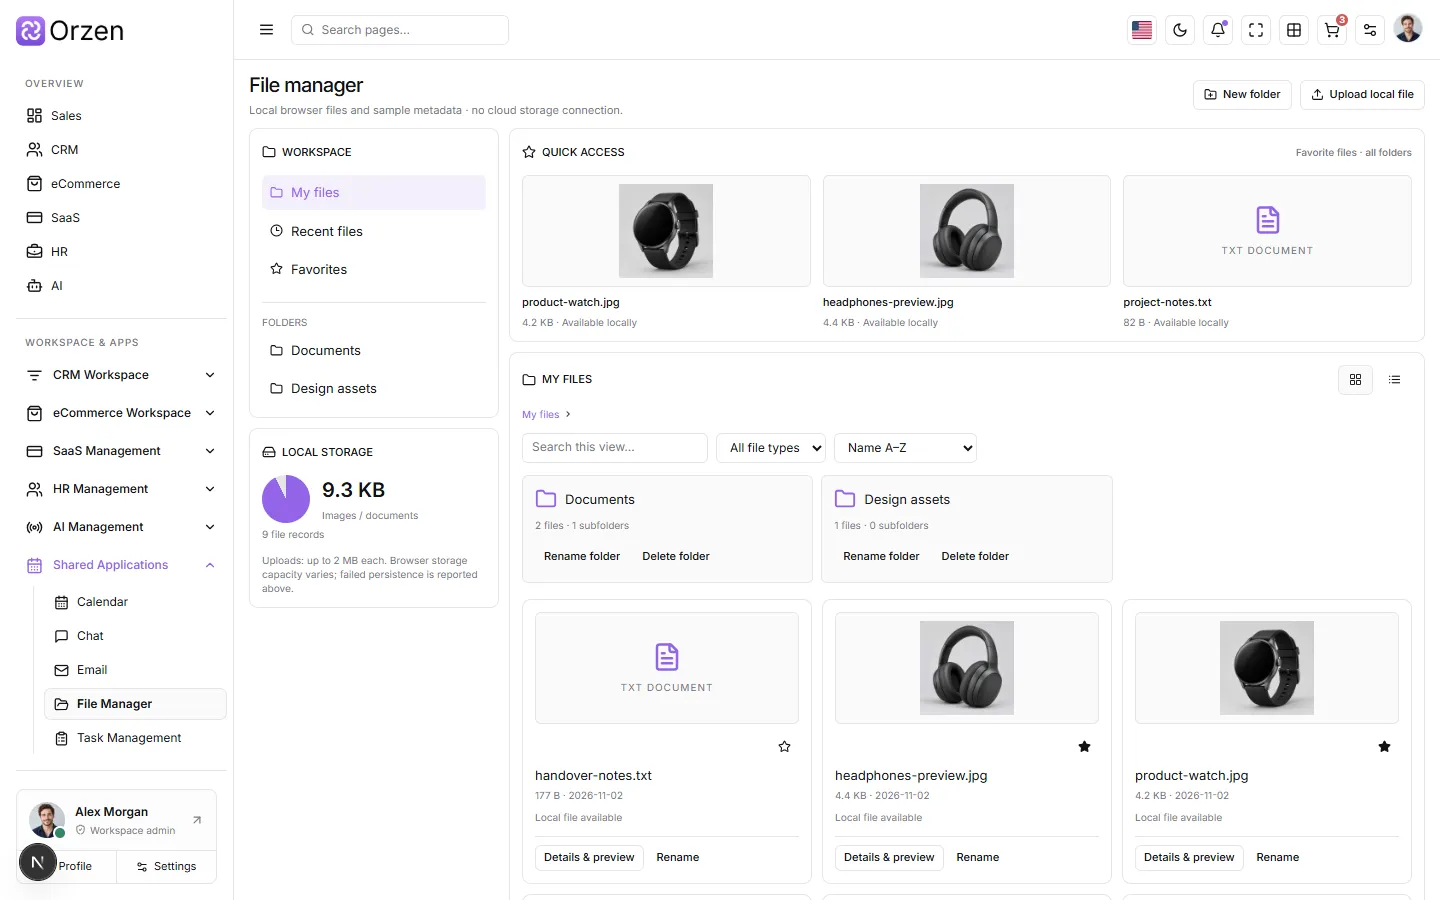 Orzen
Search pages...
3
OVERVIEW
Sales
CRM
eCommerce
SaaS
HR
AI
WORKSPACE & APPS
CRM Workspace
eCommerce Workspace
SaaS Management
HR Management
AI Management
Shared Applications
Calendar
Chat
Email
File Manager
Task Management
Alex Morgan
Workspace admin
N
Profile
Settings
File manager
Local browser files and sample metadata · no cloud storage connection.
New folder
Upload local file
WORKSPACE
My files
Recent files
Favorites
FOLDERS
Documents
Design assets
LOCAL STORAGE
9.3 KB
Images / documents
9 file records
Uploads: up to 2 MB each. Browser storage
capacity varies; failed persistence is reported
above.
QUICK ACCESS
Favorite files · all folders
TXT DOCUMENT
product-watch.jpg
4.2 KB · Available locally
headphones-preview.jpg
4.4 KB · Available locally
project-notes.txt
82 B · Available locally
MY FILES
My files
Search this view...
All file types
Name A–Z
Documents
2 files · 1 subfolders
Rename folder
Delete folder
Design assets
1 files · 0 subfolders
Rename folder
Delete folder
TXT DOCUMENT
handover-notes.txt
177 B · 2026-11-02
Local file available
Details & preview
Rename
headphones-preview.jpg
4.4 KB · 2026-11-02
Local file available
Details & preview
Rename
product-watch.jpg
4.2 KB · 2026-11-02
Local file available
Details & preview
Rename